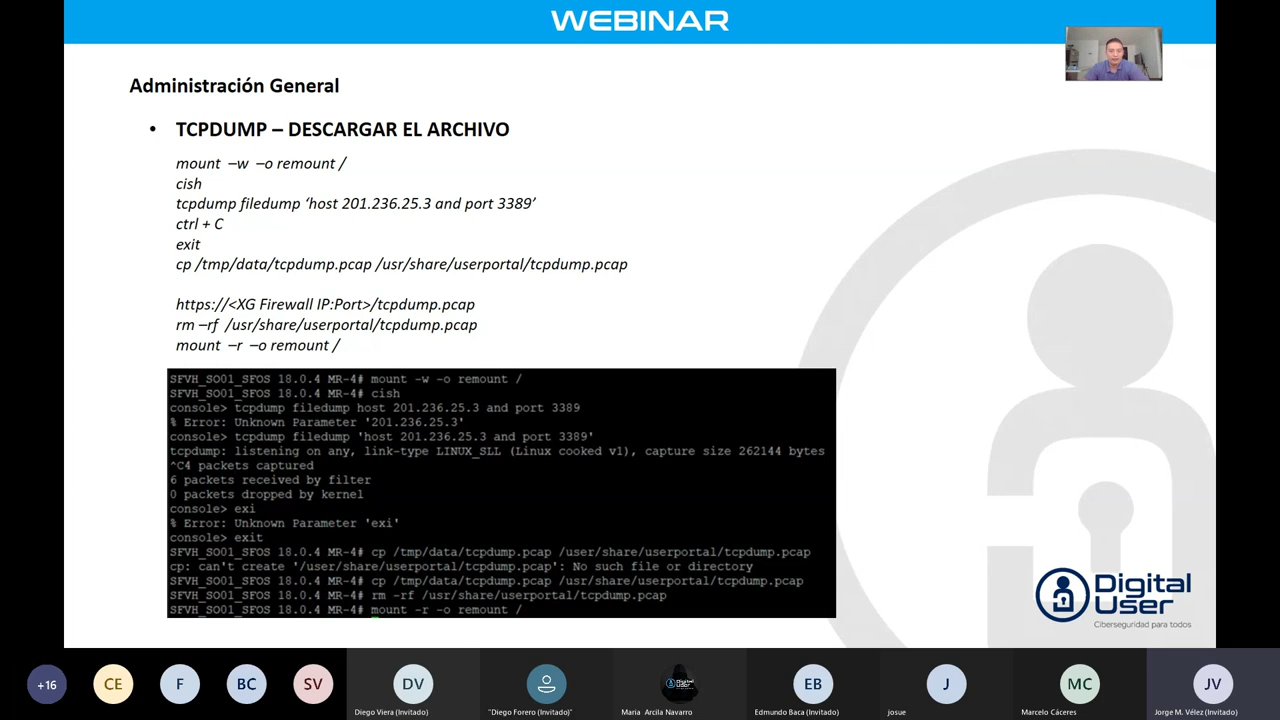 WEBINAR
Administración General
• TCPDUMP – DESCARGAR EL ARCHIVO
mount –w –o remount /
cish
tcpdump filedump ‘host 201.236.25.3 and port 3389’
ctrl + C
exit
cp /tmp/data/tcpdump.pcap /usr/share/userportal/tcpdump.pcap
https://<XG Firewall IP:Port>/tcpdump.pcap
rm –rf /usr/share/userportal/tcpdump.pcap
mount –r –o remount /
SFVH_SO01_SFOS 18.0.4 MR-4# mount -w -o remount /
SFVH_SO01_SFOS 18.0.4 MR-4# cish
console> tcpdump filedump host 201.236.25.3 and port 3389
% Error: Unknown Parameter '201.236.25.3'
console> tcpdump filedump 'host 201.236.25.3 and port 3389'
tcpdump: listening on any, link-type LINUX_SLL (Linux cooked v1), capture size 262144 bytes
^C4 packets captured
6 packets received by filter
0 packets dropped by kernel
console> exi
% Error: Unknown Parameter 'exi'
console> exit
SFVH_SO01_SFOS 18.0.4 MR-4# cp /tmp/data/tcpdump.pcap /user/share/userportal/tcpdump.pcap
cp: can't create '/user/share/userportal/tcpdump.pcap': No such file or directory
SFVH_SO01_SFOS 18.0.4 MR-4# cp /tmp/data/tcpdump.pcap /usr/share/userportal/tcpdump.pcap
SFVH_SO01_SFOS 18.0.4 MR-4# rm -rf /usr/share/userportal/tcpdump.pcap
SFVH_SO01_SFOS 18.0.4 MR-4# mount -r -o remount /
Digital
User
Ciberseguridad para todos
+16
CE
F
BC
SV
DV
EB
J
MC
JV
Digital
User
Diego Viera (Invitado)
"Diego Forero (Invitado)"
Maria Arcila Navarro
Edmundo Baca (Invitado)
josue
Marcelo Cáceres
Jorge M. Vélez (Invitado)